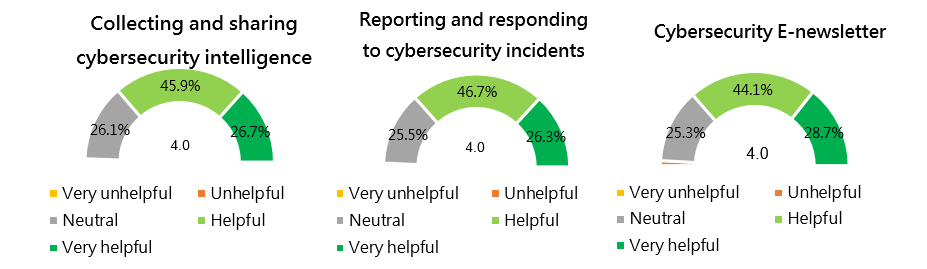 Collecting and sharing
cybersecurity intelligence
45.9%
26.1%
26.7%
4.0
Very unhelpful
Unhelpful
Neutral
Helpful
Very helpful
Reporting and responding
to cybersecurity incidents
46.7%
25.5%
26.3%
4.0
Very unhelpful
Unhelpful
Neutral
Helpful
Very helpful
Cybersecurity E-newsletter
44.1%
25.3%
28.7%
4.0
Very unhelpful
Unhelpful
Neutral
Helpful
Very helpful